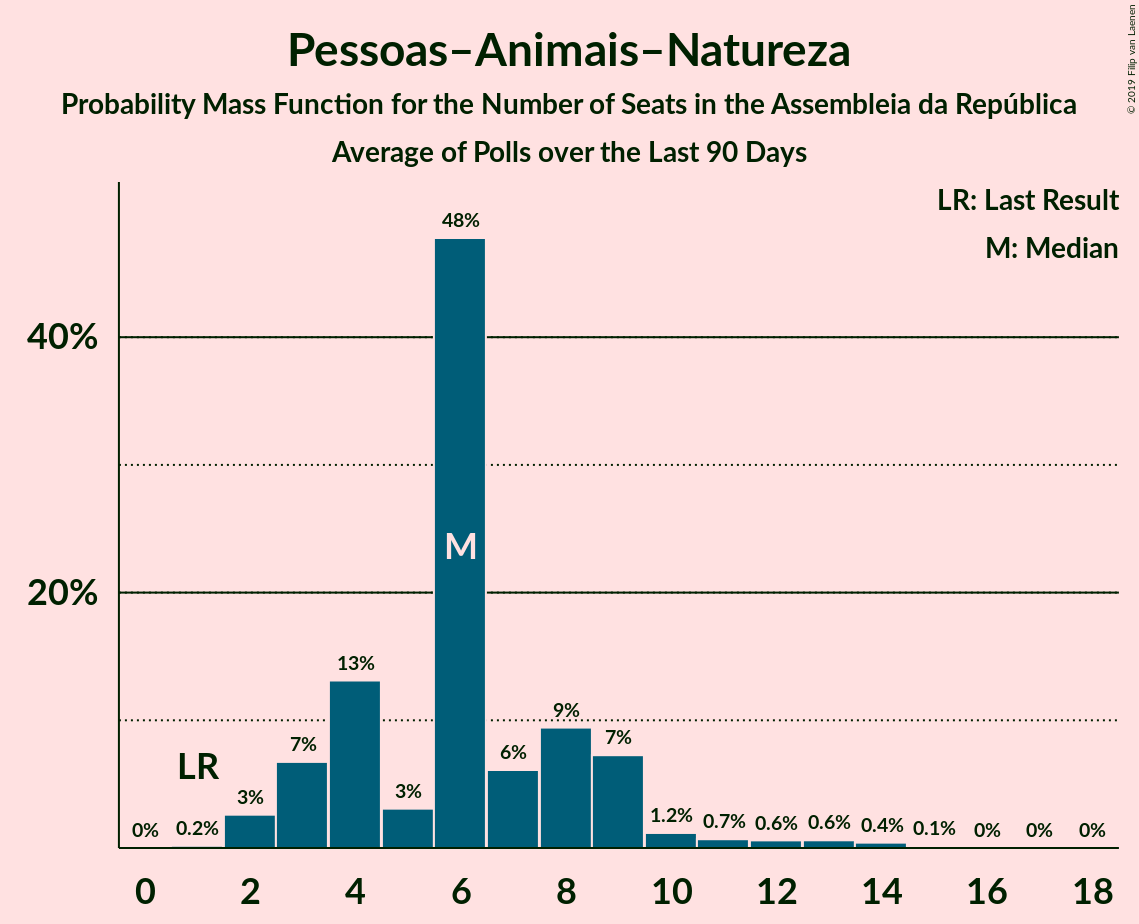 Pessoas–Animais–Natureza
Probability Mass Function for the Number of Seats in the Assembleia da República
Average of Polls over the Last 90 Days
© 2019 Filip van Laenen
LR: Last Result
M: Median
40%
20%
0%
0.2%
3%
7%
13%
3%
48%
6%
9%
7%
1.2%
0.7%
0.6%
0.6%
0.4%
0.1%
0%
0%
0%
LR
M
0 2 4 6 8 10 12 14 16 18